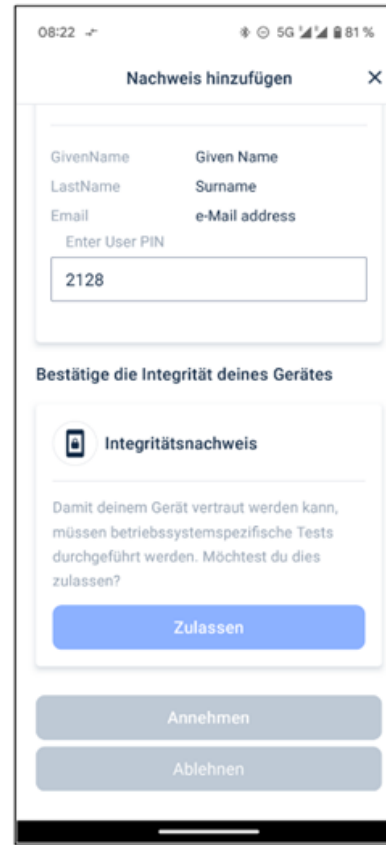 08:22 5G 81 %
Nachweis hinzufügen
GivenName Given Name
LastName Surname
Email e-Mail address
Enter User PIN
2128
Bestätige die Integrität deines Gerätes
Integritätsnachweis
Damit deinem Gerät vertraut werden kann,
müssen betriebssystemspezifische Tests
durchgeführt werden. Möchtest du dies
zulassen?
Zulassen
Annehmen
Ablehnen